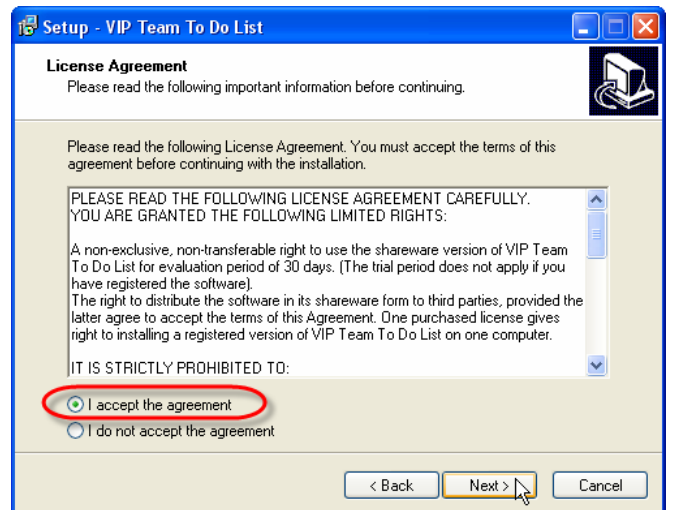 Setup - VIP Team To Do List
License Agreement
Please read the following important information before continuing.
Please read the following License Agreement. You must accept the terms of this
agreement before continuing with the installation.
PLEASE READ THE FOLLOWING LICENSE AGREEMENT CAREFULLY.
YOU ARE GRANTED THE FOLLOWING LIMITED RIGHTS:
A non-exclusive, non-transferable right to use the shareware version of VIP Team
To Do List for evaluation period of 30 days. (The trial period does not apply if you
have registered the software).
The right to distribute the software in its shareware form to third parties, provided the
latter agree to accept the terms of this Agreement. One purchased license gives
right to installing a registered version of VIP Team To Do List on one computer.
IT IS STRICTLY PROHIBITED TO:
I accept the agreement
I do not accept the agreement
< Back Next > Cancel